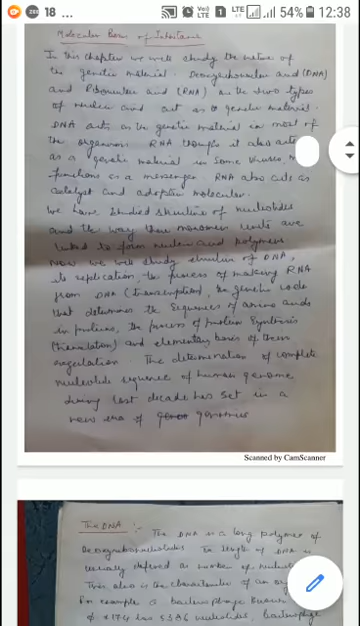 18 ...
Vo))
LTE
1
Vo))
LTE
54%
12:38
Molecular Basis of Inheritance
In this chapter we will study the nature of
the genetic material. Deoxyribonucleic acid (DNA)
and Ribonucleic acid (RNA) are the two types
of nucleic acid act as genetic material.
DNA acts as the genetic material in most of
the organisms. RNA though it also acts
as a genetic material in some viruses,
functions as a messenger. RNA also acts as
catalyst and adapter molecular.
We have studied structure of nucleotides
and the way these monomer units are
linked to form nucleic acid polymers
Now we will study structure of DNA,
its replication, the process of making RNA
from DNA (transcription), the genetic code
that determines the sequences of amino acids
in proteins, the process of protein synthesis
(translation) and elementary basis of their
regulation. The determination of complete
nucleotide sequence of human genome
during last decade has set in a
new era of genomics
Scanned by CamScanner
The DNA :- The DNA is a long polymer of
Deoxyribonucleotides. The length of DNA is
usually defined as number of
This also is the characteristic of an
For example a bacteriophage
5386 nucleotides, bacteriophage